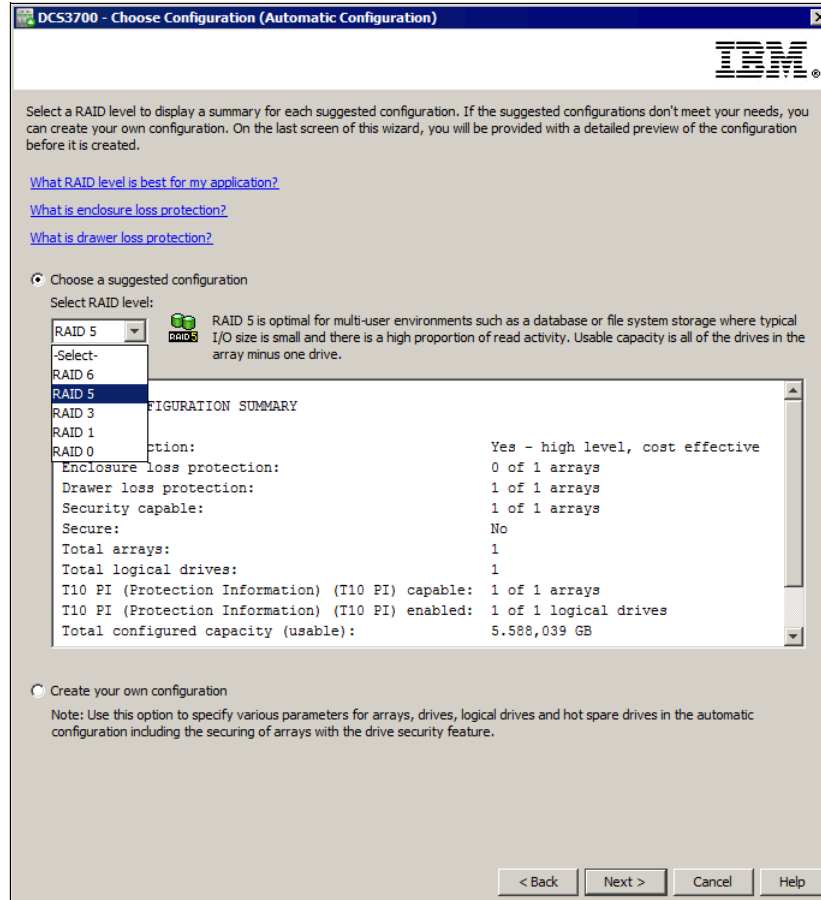 DCS3700 - Choose Configuration (Automatic Configuration)
IBM®
Select a RAID level to display a summary for each suggested configuration. If the suggested configurations don't meet your needs, you
can create your own configuration. On the last screen of this wizard, you will be provided with a detailed preview of the configuration
before it is created.
What RAID level is best for my application?
What is enclosure loss protection?
What is drawer loss protection?
Choose a suggested configuration
Select RAID level:
RAID 5
RAID 5
RAID 5 is optimal for multi-user environments such as a database or file system storage where typical
I/O size is small and there is a high proportion of read activity. Usable capacity is all of the drives in the
array minus one drive.
-Select-
RAID 6
RAID 5
RAID 3
RAID 1
RAID 0
FIGURATION SUMMARY
ction: Yes - high level, cost effective
Enclosure loss protection: 0 of 1 arrays
Drawer loss protection: 1 of 1 arrays
Security capable: 1 of 1 arrays
Secure: No
Total arrays: 1
Total logical drives: 1
T10 PI (Protection Information) (T10 PI) capable: 1 of 1 arrays
T10 PI (Protection Information) (T10 PI) enabled: 1 of 1 logical drives
Total configured capacity (usable): 5.588,039 GB
Create your own configuration
Note: Use this option to specify various parameters for arrays, drives, logical drives and hot spare drives in the automatic
configuration including the securing of arrays with the drive security feature.
< Back Next > Cancel Help